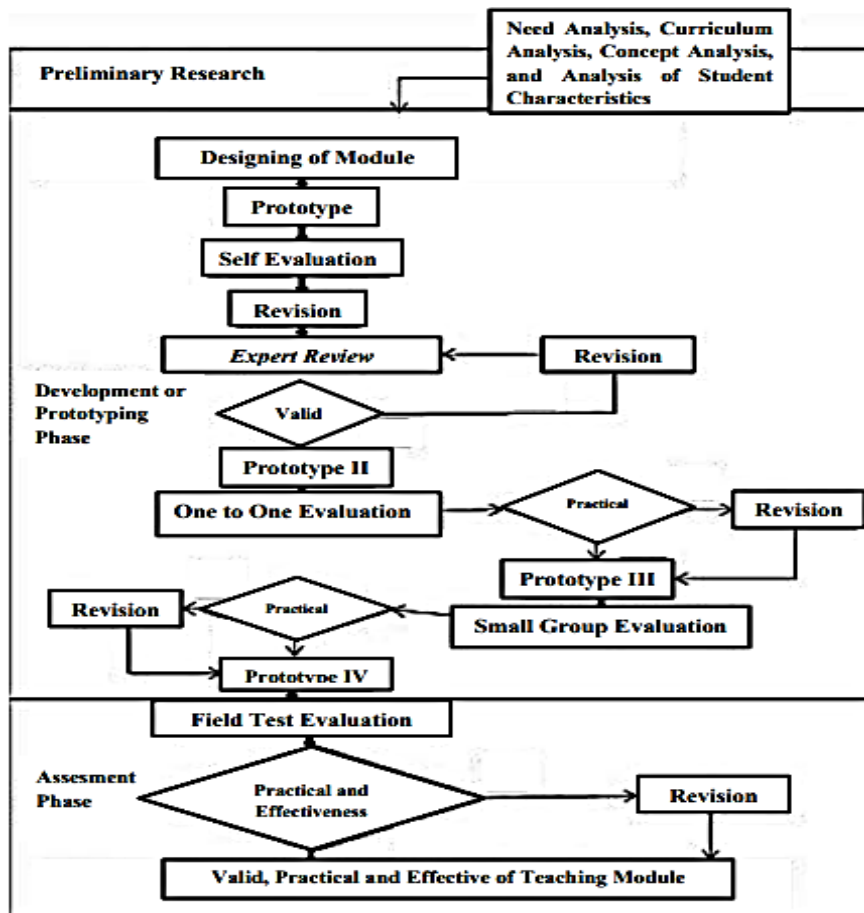 Need Analysis, Curriculum
Analysis, Concept Analysis,
and Analysis of Student
Characteristics
Preliminary Research
Designing of Module
Prototype
Self Evaluation
Revision
Expert Review
Revision
Development or
Prototyping
Phase
Valid
Prototype II
One to One Evaluation
Practical
Revision
Prototype III
Revision
Practical
Small Group Evaluation
Prototype IV
Field Test Evaluation
Assesment
Phase
Practical and
Effectiveness
Revision
Valid, Practical and Effective of Teaching Module